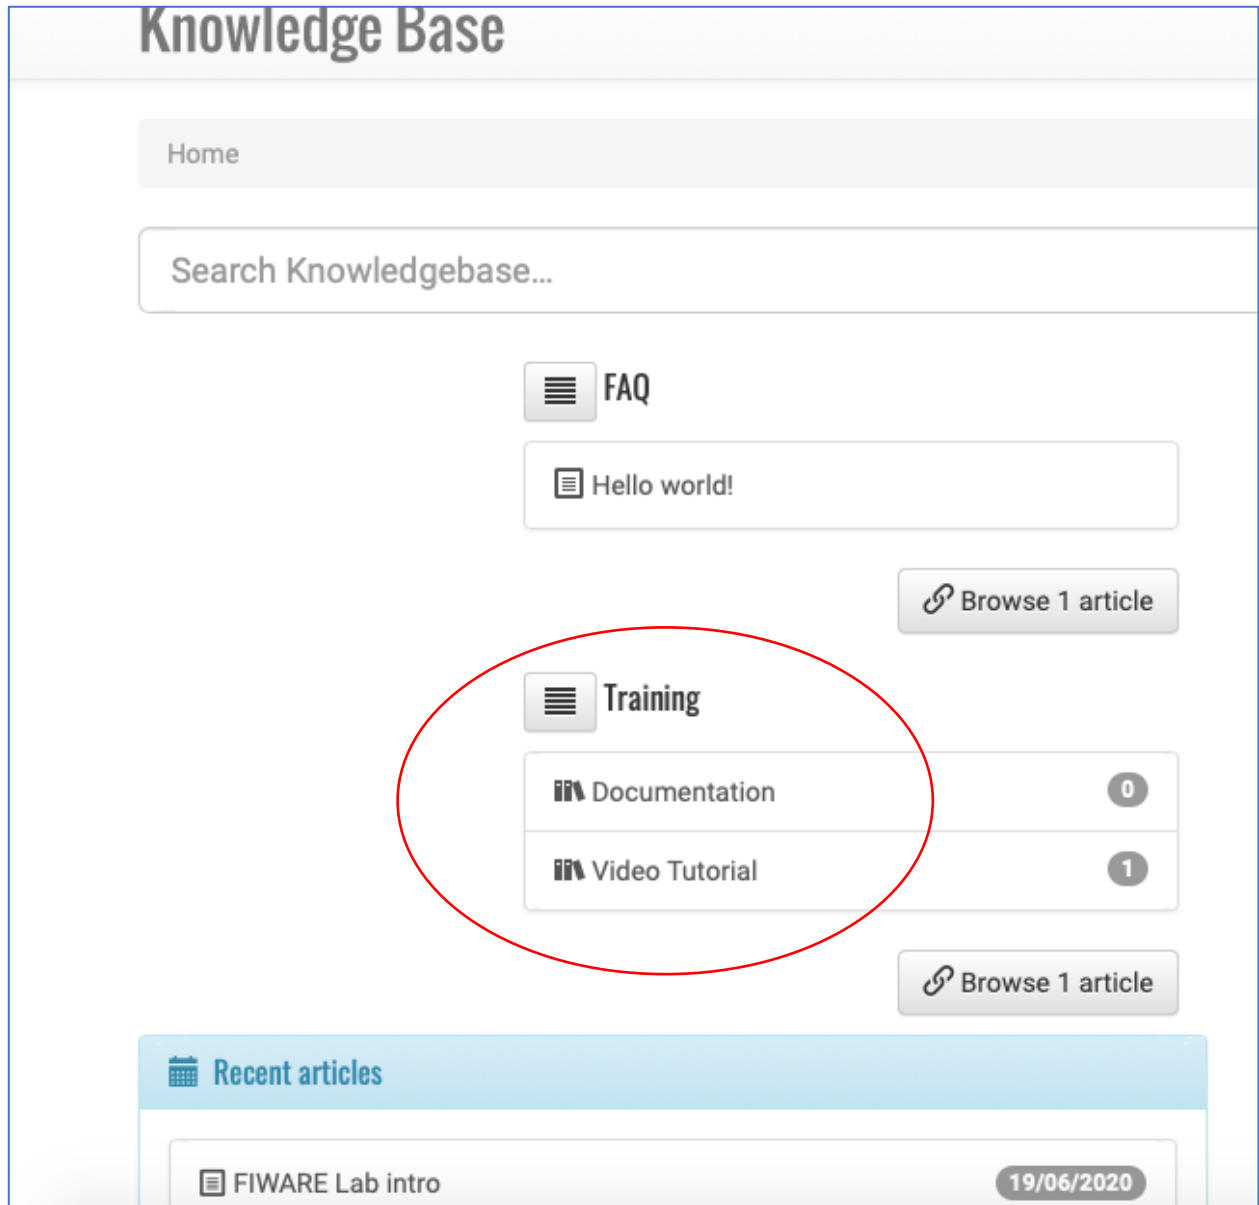 Knowledge Base
Home
Search Knowledgebase...
FAQ
Hello world!
Browse 1 article
Training
Documentation 0
Video Tutorial 1
Browse 1 article
Recent articles
FIWARE Lab intro 19/06/2020